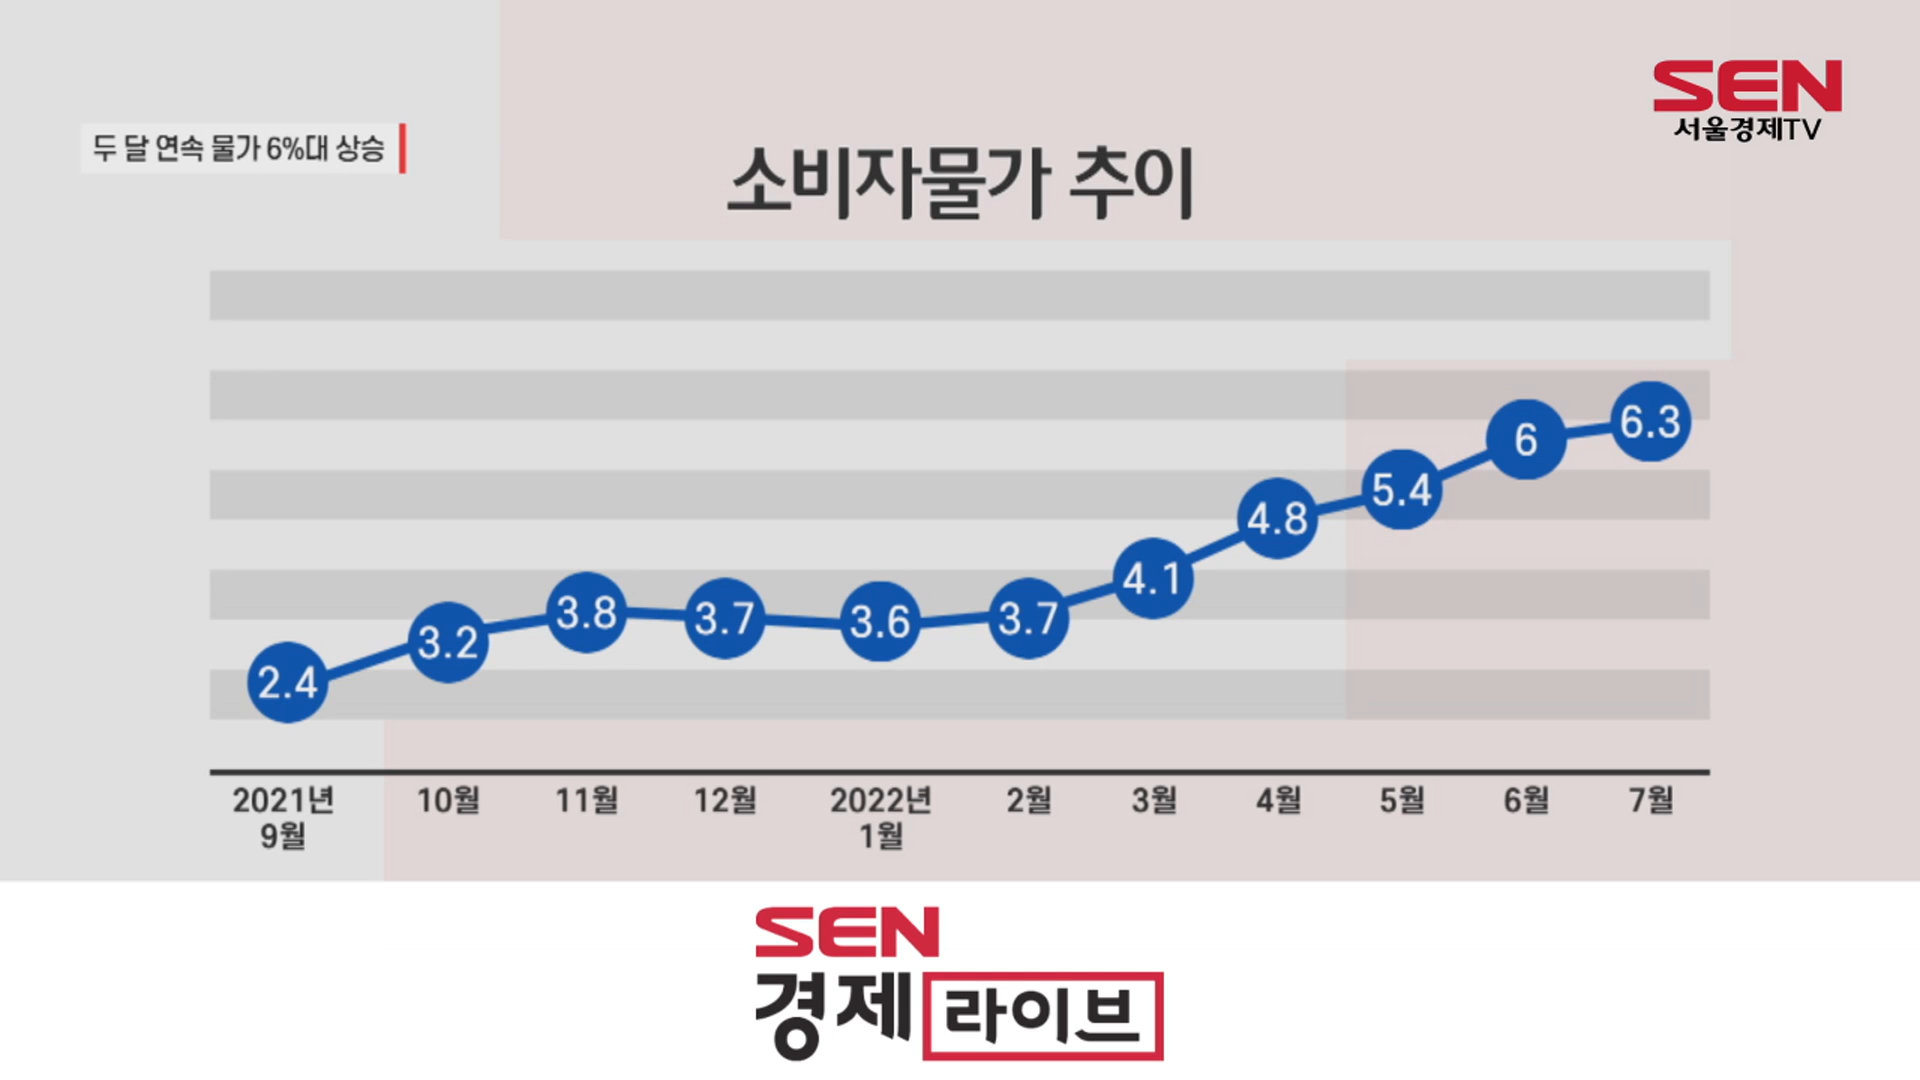 SEN
서울경제TV
두 달 연속 물가 6%대 상승
소비자물가 추이
2.4
3.2
3.8
3.7
3.6
3.7
4.1
4.8
5.4
6
6.3
2021년 10월 11월 12월 2022년 2월 3월 4월 5월 6월 7월
9월 1월
SEN
경제 라이브